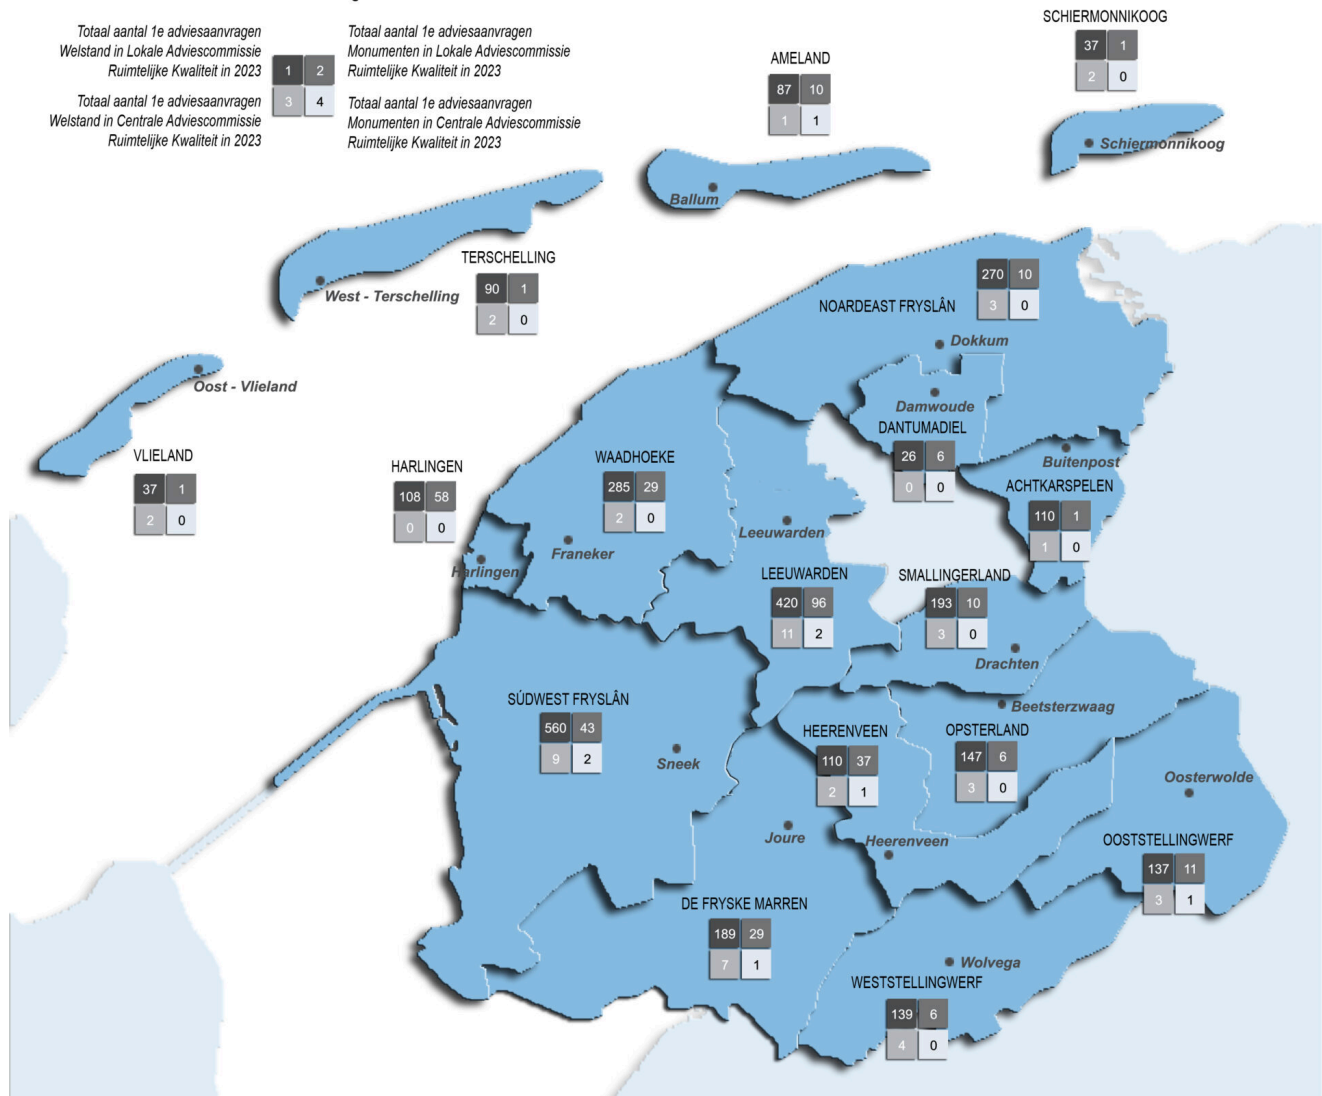 Totaal aantal 1e adviesaanvragen
Welstand in Lokale Adviescommissie
Ruimtelijke Kwaliteit in 2023
Totaal aantal 1e adviesaanvragen
Monumenten in Lokale Adviescommissie
Ruimtelijke Kwaliteit in 2023
1 2
3 4
Totaal aantal 1e adviesaanvragen
Welstand in Centrale Adviescommissie
Ruimtelijke Kwaliteit in 2023
Totaal aantal 1e adviesaanvragen
Monumenten in Centrale Adviescommissie
Ruimtelijke Kwaliteit in 2023
SCHIERMONNIKOOG
37 1
2 0
Schiermonnikoog
AMELAND
87 10
1 1
Ballum
TERSCHELLING
90 1
2 0
West - Terschelling
NOARDEAST FRYSLÂN
270 10
3 0
Dokkum
Oost - Vlieland
VLIELAND
37 1
2 0
Damwoude
DANTUMADIEL
26 6
0 0
HARLINGEN
108 58
0 0
Harlingen
WAADHOEKE
285 29
2 0
Franeker
Buitenpost
ACHTKARSPELEN
110 1
1 0
Leeuwarden
LEEUWARDEN
420 96
11 2
SMALLINGERLAND
193 10
3 0
Drachten
SÚDWEST FRYSLÂN
560 43
9 2
Sneek
HEERENVEEN
110 37
2 1
Heerenveen
Beetsterzwaag
OPSTERLAND
147 6
3 0
Oosterwolde
OOSTSTELLINGWERF
137 11
3 1
Joure
DE FRYSKE MARREN
189 29
7 1
Wolvega
WESTSTELLINGWERF
139 6
4 0